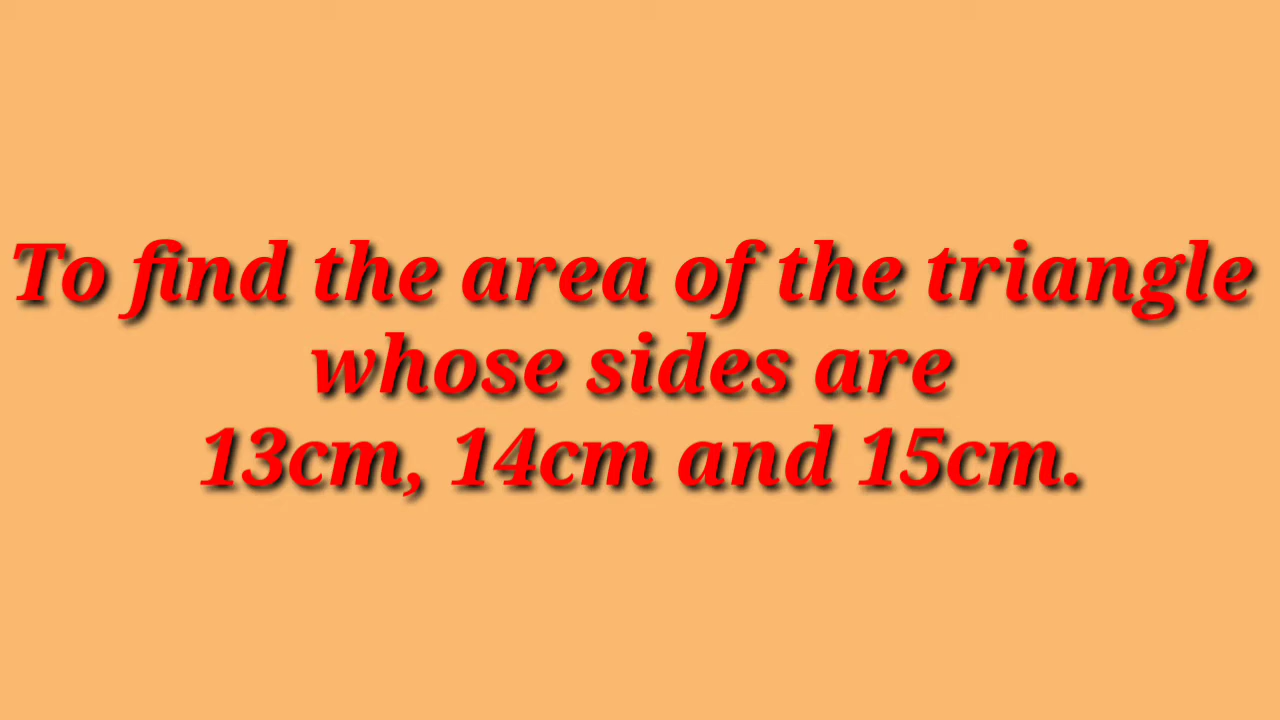 To find the area of the triangle
whose sides are
13cm, 14cm and 15cm.